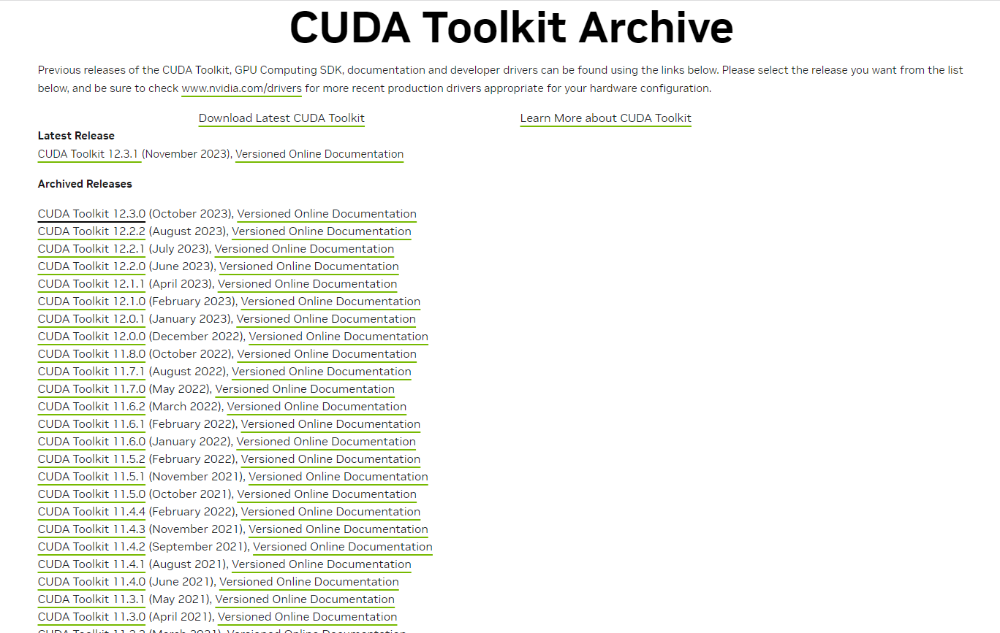 CUDA Toolkit Archive
Previous releases of the CUDA Toolkit, GPU Computing SDK, documentation and developer drivers can be found using the links below. Please select the release you want from the list
below, and be sure to check www.nvidia.com/drivers for more recent production drivers appropriate for your hardware configuration.
Download Latest CUDA Toolkit Learn More about CUDA Toolkit
Latest Release
CUDA Toolkit 12.3.1 (November 2023), Versioned Online Documentation
Archived Releases
CUDA Toolkit 12.3.0 (October 2023), Versioned Online Documentation
CUDA Toolkit 12.2.2 (August 2023), Versioned Online Documentation
CUDA Toolkit 12.2.1 (July 2023), Versioned Online Documentation
CUDA Toolkit 12.2.0 (June 2023), Versioned Online Documentation
CUDA Toolkit 12.1.1 (April 2023), Versioned Online Documentation
CUDA Toolkit 12.1.0 (February 2023), Versioned Online Documentation
CUDA Toolkit 12.0.1 (January 2023), Versioned Online Documentation
CUDA Toolkit 12.0.0 (December 2022), Versioned Online Documentation
CUDA Toolkit 11.8.0 (October 2022), Versioned Online Documentation
CUDA Toolkit 11.7.1 (August 2022), Versioned Online Documentation
CUDA Toolkit 11.7.0 (May 2022), Versioned Online Documentation
CUDA Toolkit 11.6.2 (March 2022), Versioned Online Documentation
CUDA Toolkit 11.6.1 (February 2022), Versioned Online Documentation
CUDA Toolkit 11.6.0 (January 2022), Versioned Online Documentation
CUDA Toolkit 11.5.2 (February 2022), Versioned Online Documentation
CUDA Toolkit 11.5.1 (November 2021), Versioned Online Documentation
CUDA Toolkit 11.5.0 (October 2021), Versioned Online Documentation
CUDA Toolkit 11.4.4 (February 2022), Versioned Online Documentation
CUDA Toolkit 11.4.3 (November 2021), Versioned Online Documentation
CUDA Toolkit 11.4.2 (September 2021), Versioned Online Documentation
CUDA Toolkit 11.4.1 (August 2021), Versioned Online Documentation
CUDA Toolkit 11.4.0 (June 2021), Versioned Online Documentation
CUDA Toolkit 11.3.1 (May 2021), Versioned Online Documentation
CUDA Toolkit 11.3.0 (April 2021), Versioned Online Documentation
CUDA Toolkit 11.2.2 (March 2021), Versioned Online Documentation